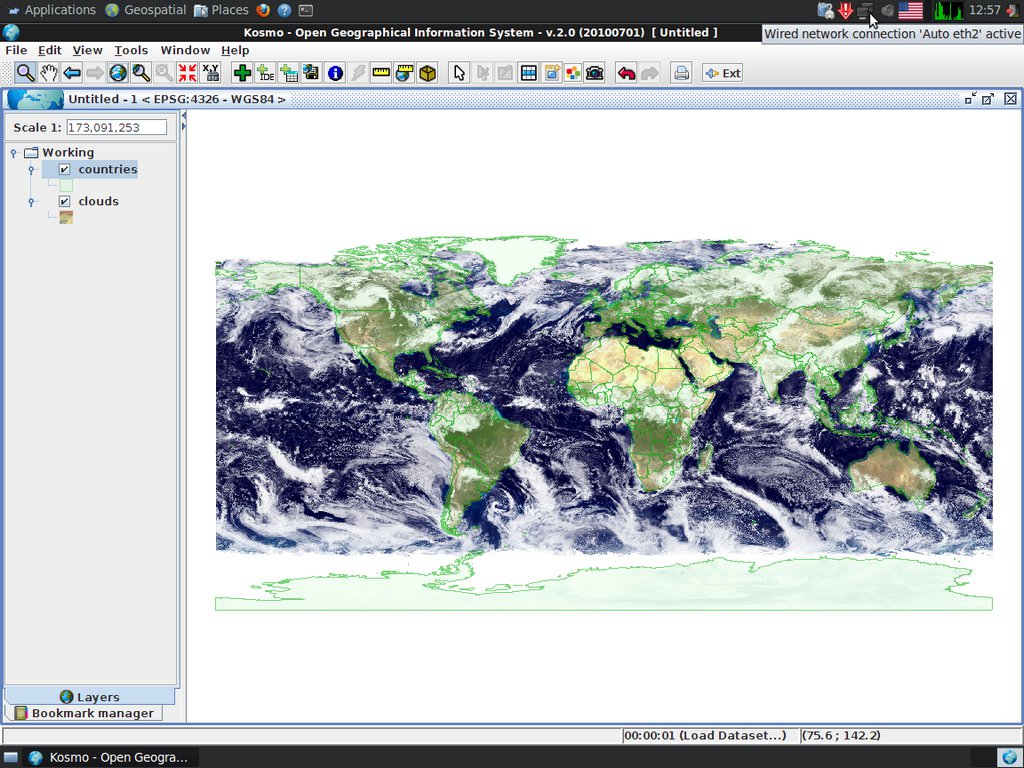 Applications Geospatial Places 12:57
Kosmo - Open Geographical Information System - v.2.0 (20100701) [ Untitled ]
Wired network connection 'Auto eth2' active
File Edit View Tools Window Help
X,Y
IDE
Ext
Untitled - 1 < EPSG:4326 - WGS84 >
Scale 1: 173,091,253
Working
countries
clouds
Layers
Bookmark manager
00:00:01 (Load Dataset...) (75.6 ; 142.2)
Kosmo - Open Geogra...